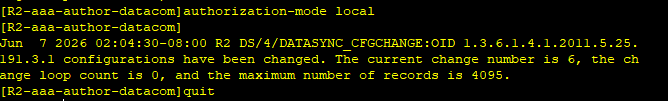 [R2-aaa-author-datacom]authorization-mode local
[R2-aaa-author-datacom]
Jun  7 2026 02:04:30-08:00 R2 DS/4/DATASYNC_CFGCHANGE:OID 1.3.6.1.4.1.2011.5.25.
191.3.1 configurations have been changed. The current change number is 6, the ch
ange loop count is 0, and the maximum number of records is 4095.
[R2-aaa-author-datacom]quit